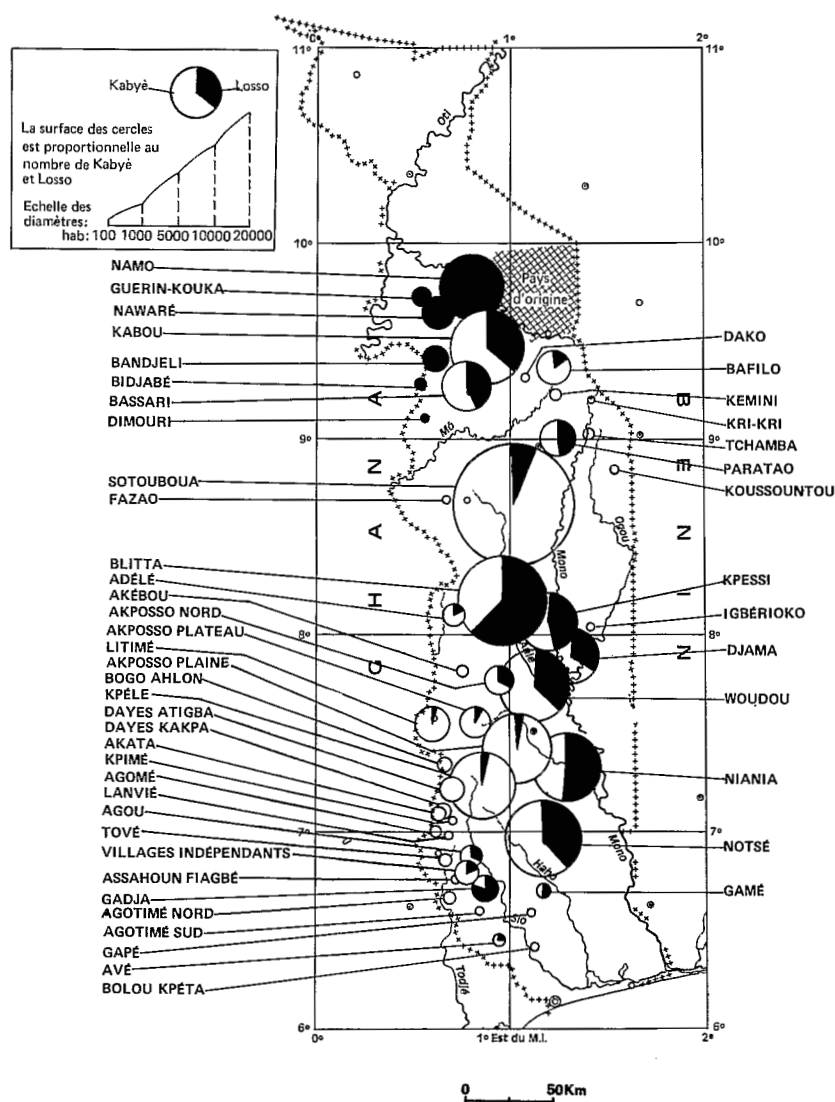 0°
1°
2°
11°
11°
Kabyè
Losso
La surface des cercles
est proportionnelle au
nombre de Kabyè
et Losso
Echelle des
diamètres:
hab: 100 1000 5000 10000 20000
Oti
10°
10°
Pays
d'origine
NAMO
GUERIN-KOUKA
NAWARÉ
KABOU
BANDJELI
BIDJABÉ
BASSARI
DIMOURI
SOTOUBOUA
FAZAO
BLITTA
ADÉLÉ
AKÉBOU
AKPOSSO NORD
AKPOSSO PLATEAU
LITIMÉ
AKPOSSO PLAINE
BOGO AHLON
KPÉLE
DAYES ATIGBA
DAYES KAKPA
AKATA
KPIMÉ
AGOMÉ
LANVIÉ
AGOU
TOVÉ
VILLAGES INDÉPENDANTS
ASSAHOUN FIAGBÉ
GADJA
AGOTIMÉ NORD
AGOTIMÉ SUD
GAPÉ
AVÉ
BOLOU KPÉTA
DAKO
BAFILO
KEMINI
KRI-KRI
TCHAMBA
PARATAO
KOUSSOUNTOU
KPESSI
IGBÉRIOKO
DJAMA
WOUDOU
NIANIA
NOTSÉ
GAMÉ
GHANA
BENIN
Mô
9°
9°
Ogou
Mono
8°
8°
7°
7°
Mono
Haho
Sio
Todjé
6°
6°
0°
1° Est du M.I.
2°
0
50Km